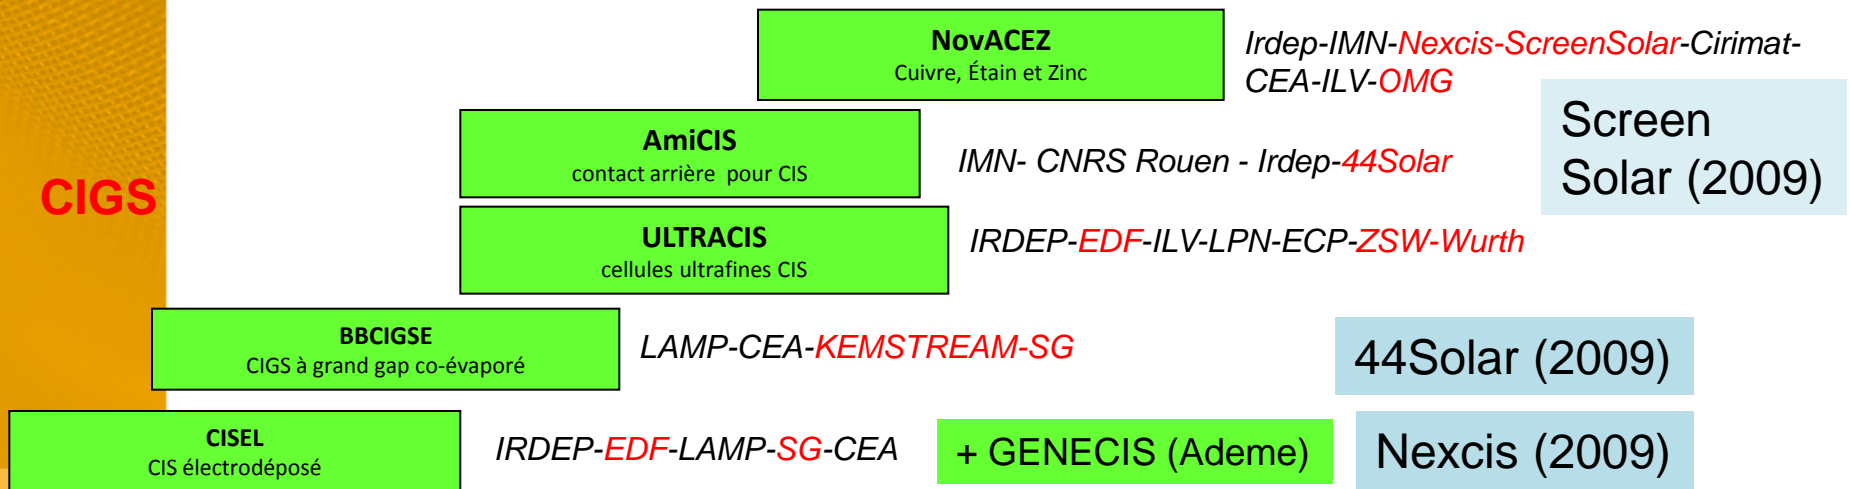 NovACEZ
Cuivre, Étain et Zinc
Irdep-IMN-Nexcis-ScreenSolar-Cirimat-
CEA-ILV-OMG
Screen
Solar (2009)
AmiCIS
contact arrière pour CIS
IMN- CNRS Rouen - Irdep-44Solar
CIGS
ULTRACIS
cellules ultrafines CIS
IRDEP-EDF-ILV-LPN-ECP-ZSW-Wurth
BBCIGSE
CIGS à grand gap co-évaporé
LAMP-CEA-KEMSTREAM-SG
44Solar (2009)
CISEL
CIS électrodéposé
IRDEP-EDF-LAMP-SG-CEA
+ GENECIS (Ademe)
Nexcis (2009)